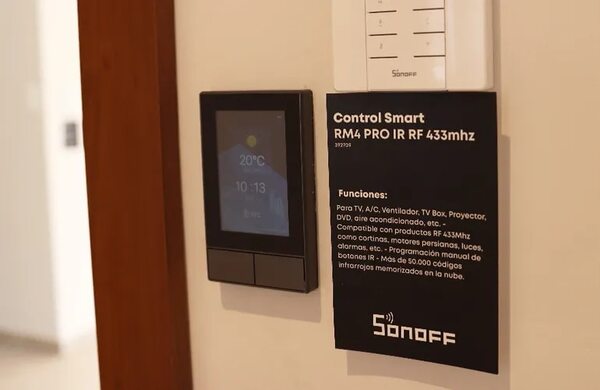 SONOFF
Control Smart
RM4 PRO IR RF 433mhz
292729
20°C
10:13
Funciones:
Para TV, A/C, Ventilador, TV Box, Proyector,
DVD, aire acondicionado, etc. -
Compatible con productos RF 433Mhz
como cortinas, motores persianas, luces,
alarmas, etc. - Programación manual de
botones IR - Más de 50.000 códigos
infrarrojos memorizados en la nube.
SONOFF